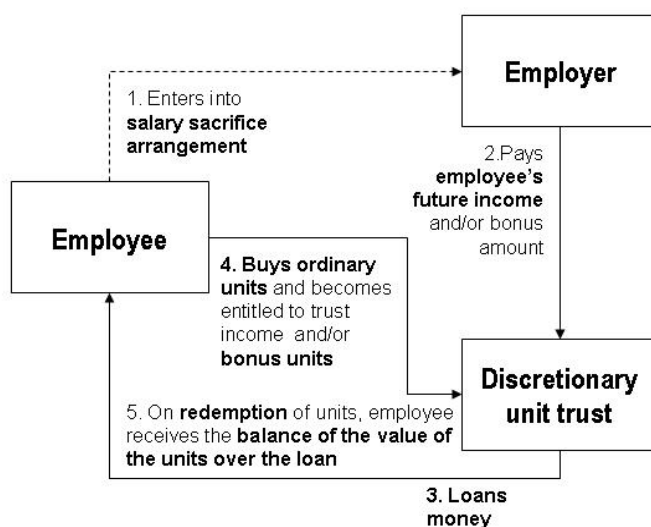 Employer
1. Enters into
salary sacrifice
arrangement
2.Pays
employee's
future income
and/or bonus
amount
Employee
4. Buys ordinary
units and becomes
entitled to trust
income and/or
bonus units
Discretionary
unit trust
5. On redemption of units, employee
receives the balance of the value of
the units over the loan
3. Loans
money